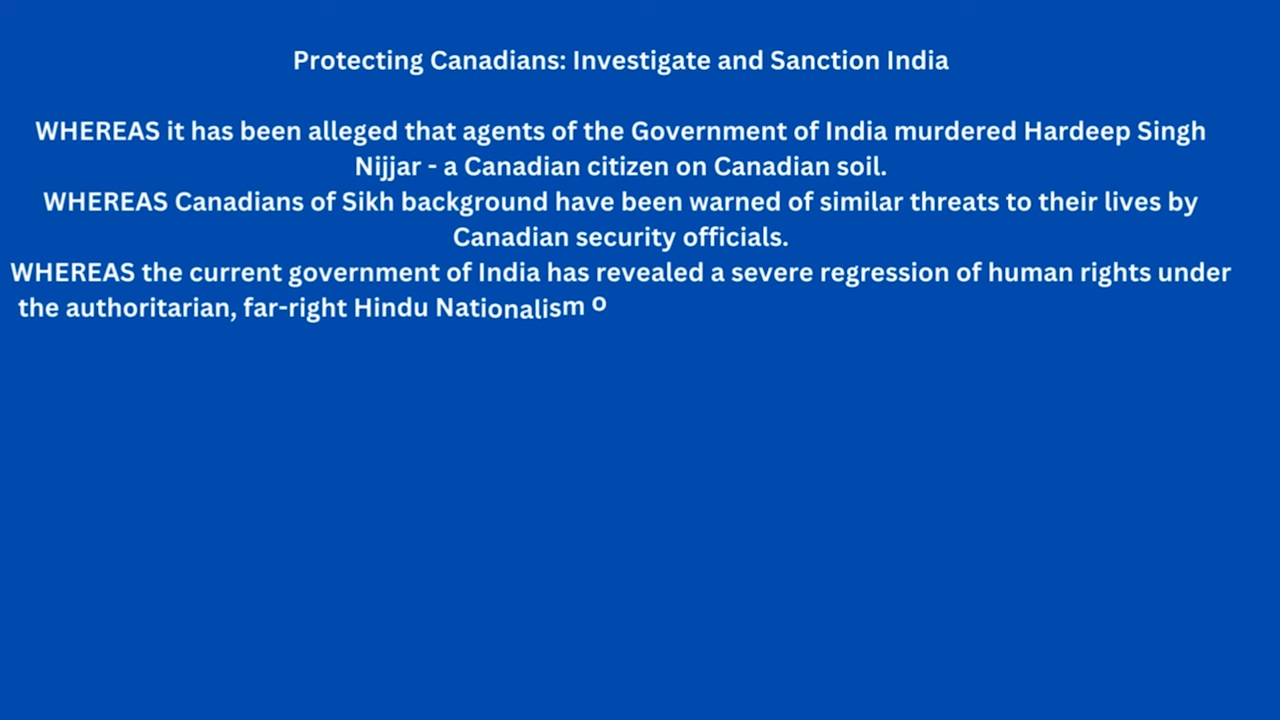 Protecting Canadians: Investigate and Sanction India
WHEREAS it has been alleged that agents of the Government of India murdered Hardeep Singh
Nijjar - a Canadian citizen on Canadian soil.
WHEREAS Canadians of Sikh background have been warned of similar threats to their lives by
Canadian security officials.
WHEREAS the current government of India has revealed a severe regression of human rights under
the authoritarian, far-right Hindu Nationalism o